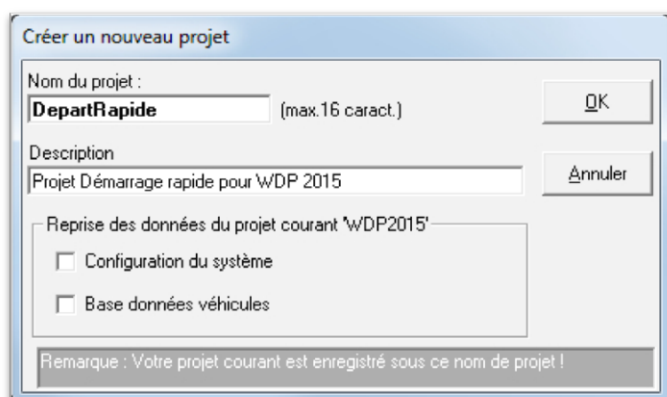 Créer un nouveau projet
Nom du projet :
DepartRapide (max.16 caract.) OK
Description
Projet Démarrage rapide pour WDP 2015 Annuler
Reprise des données du projet courant 'WDP2015'
Configuration du système
Base données véhicules
Remarque : Votre projet courant est enregistré sous ce nom de projet !